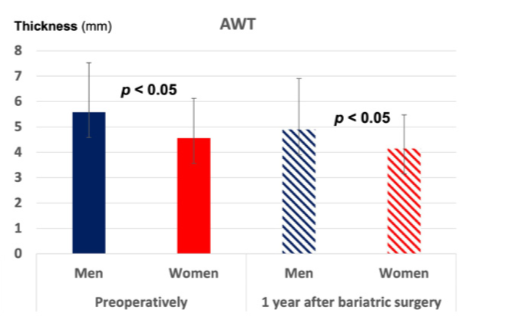 AWT
Thickness (mm)
8
7
6
5
4
3
2
1
0
p < 0.05
p < 0.05
Men
Women
Men
Women
Preoperatively
1 year after bariatric surgery